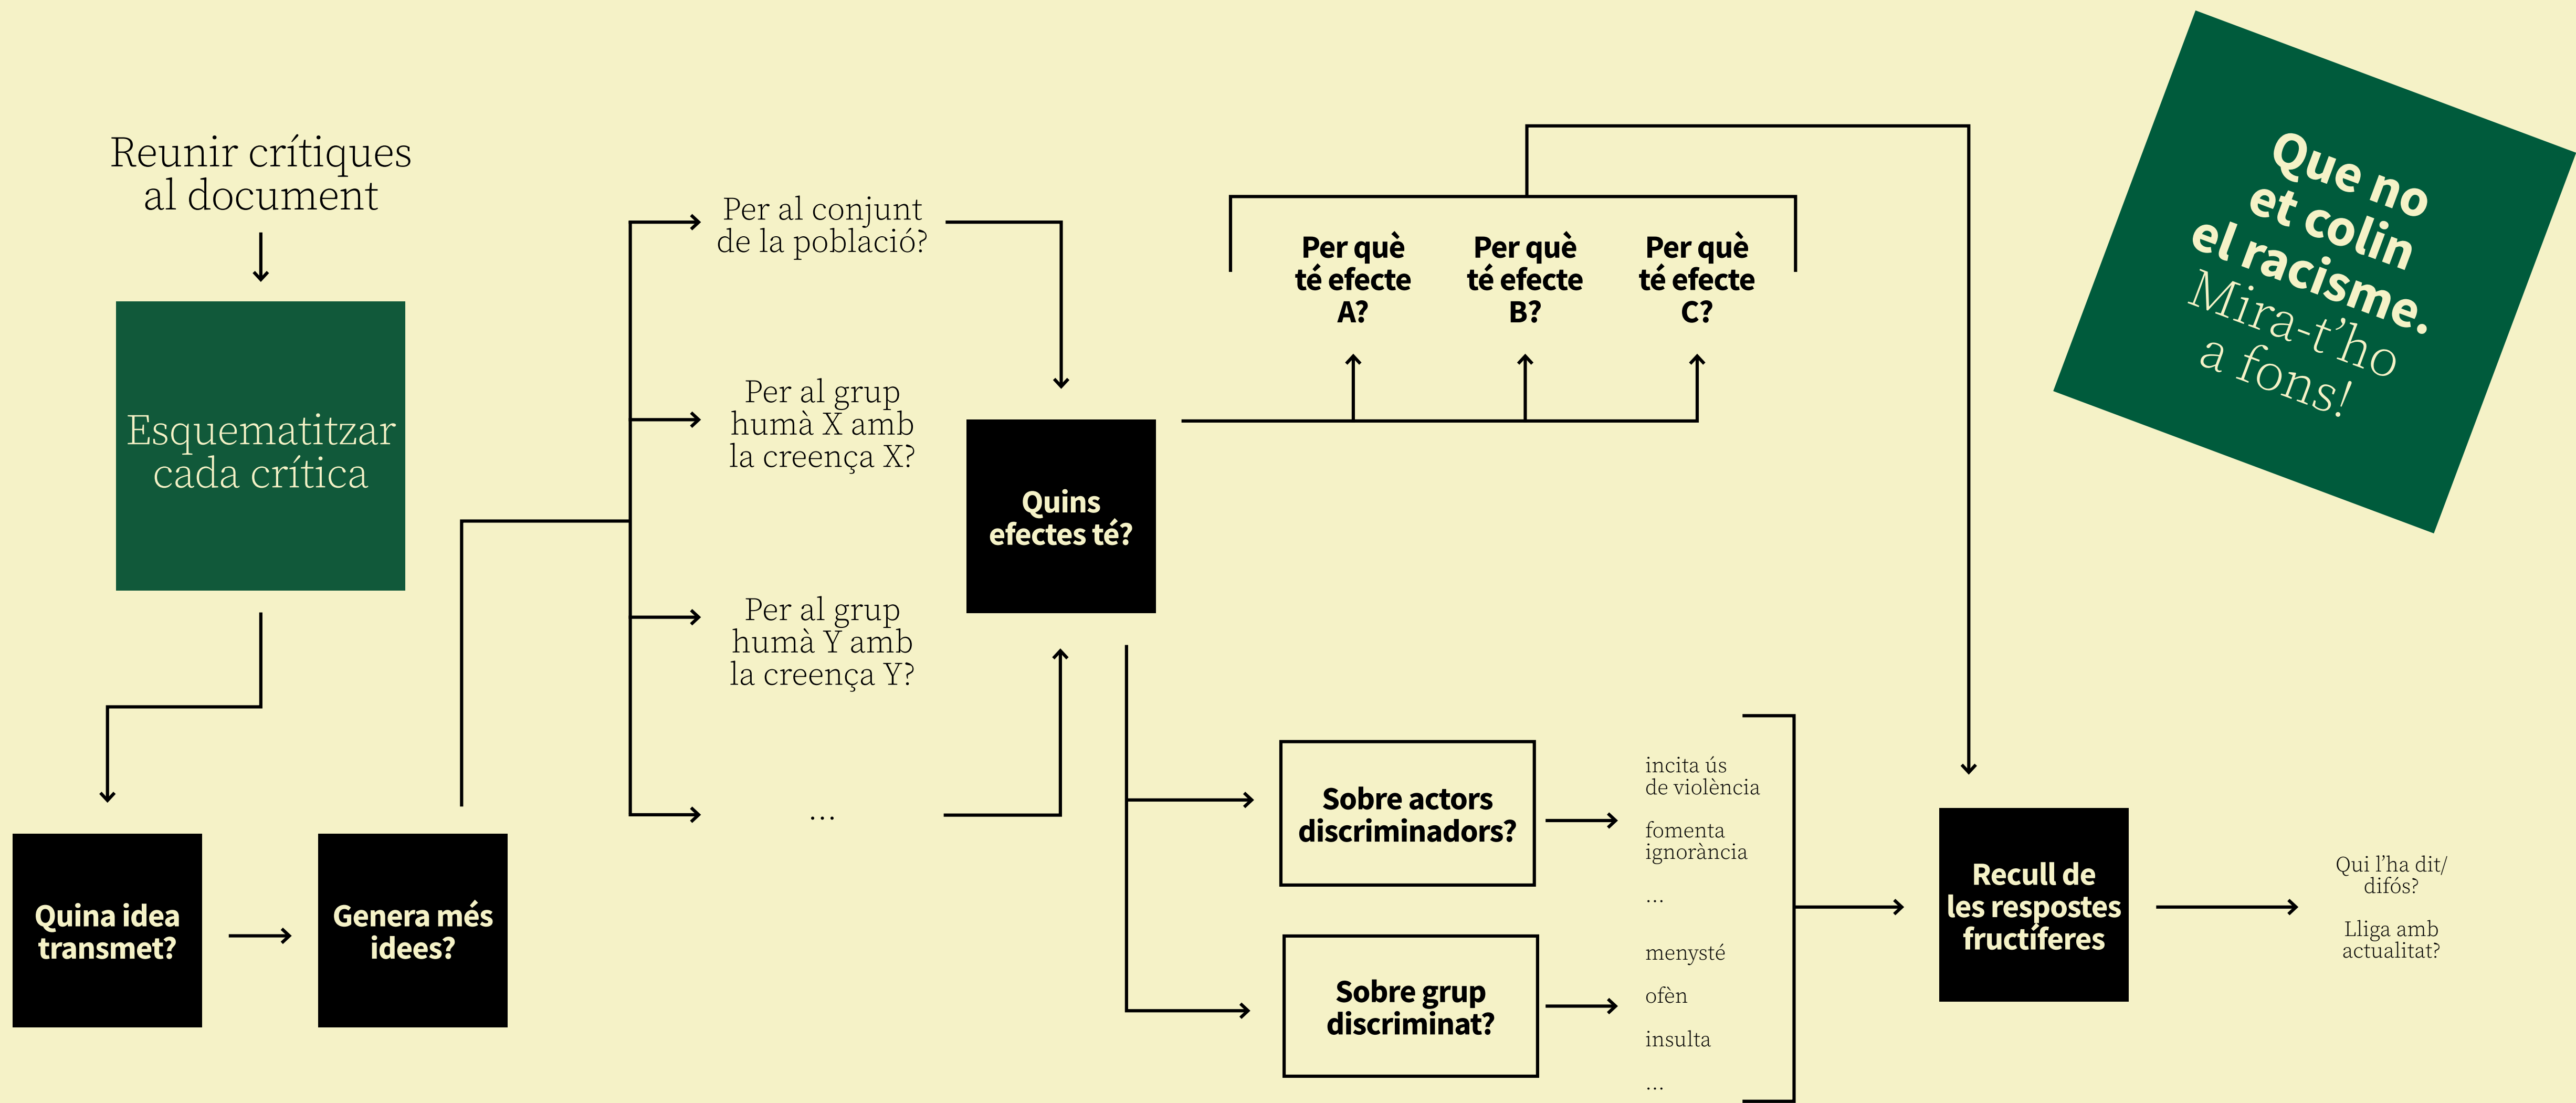 Reunir crítiques
al document
Esquematitzar
cada crítica
Quina idea
transmet?
Genera més
idees?
Per al conjunt
de la població?
Per al grup
humà X amb
la creença X?
Per al grup
humà Y amb
la creença Y?
...
Quins
efectes té?
Per què
té efecte
A?
Per què
té efecte
B?
Per què
té efecte
C?
Sobre actors
discriminadors?
incita ús
de violència
fomenta
ignorància
...
Sobre grup
discriminat?
menysté
ofèn
insulta
...
Recull de
les respostes
fructíferes
Qui l’ha dit/
difós?
Lliga amb
actualitat?
Que no
et colin
el racisme.
Mira-t’ho
a fons!